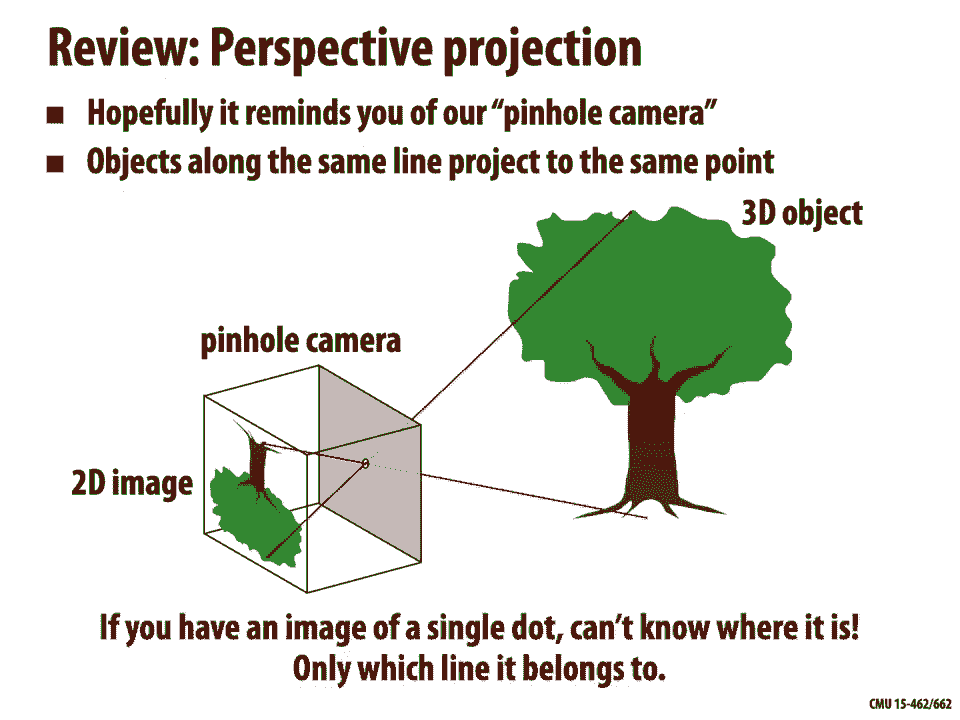 Review: Perspective projection
■ Hopefully it reminds you of our “pinhole camera”
■ Objects along the same line project to the same point
3D object
pinhole camera
2D image
If you have an image of a single dot, can’t know where it is!
Only which line it belongs to.
CMU 15-462/662